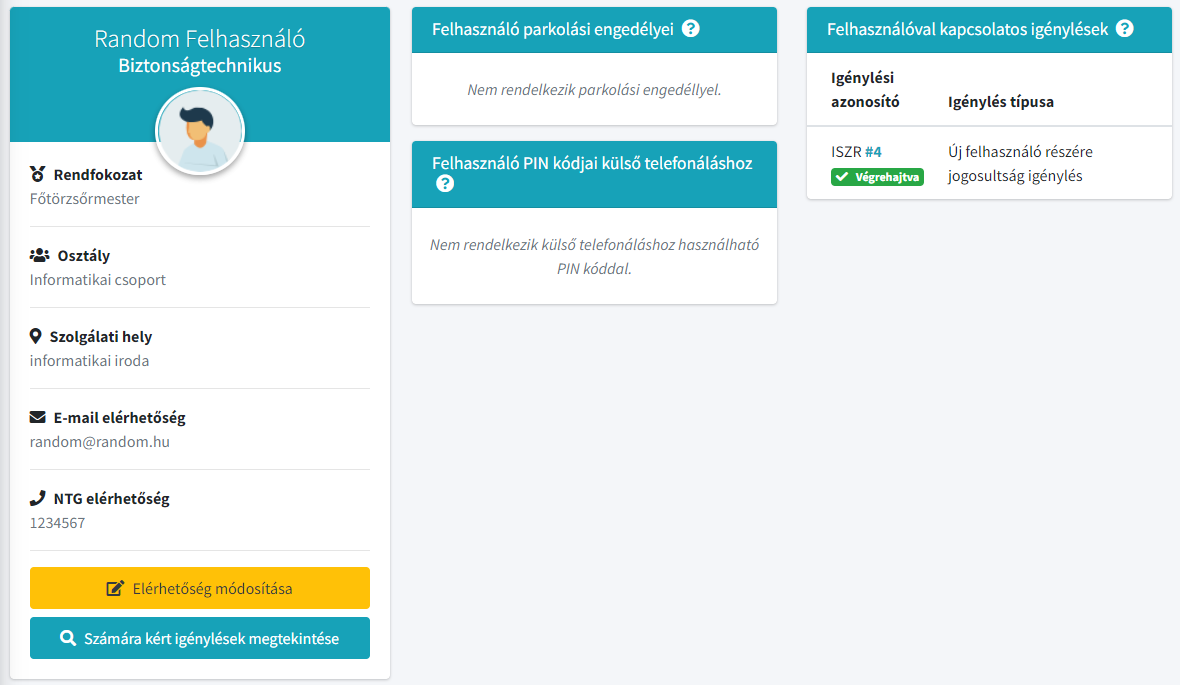 Random Felhasználó
Biztonságtechnikus
Rendfokozat
Főtörzsőrmester
Osztály
Informatikai csoport
Szolgálati hely
informatikai iroda
E-mail elérhetőség
random@random.hu
NTG elérhetőség
1234567
Elérhetőség módosítása
Számára kért igénylések megtekintése
Felhasználó parkolási engedélyei ?
Nem rendelkezik parkolási engedéllyel.
Felhasználó PIN kódjai külső telefonáláshoz
?
Nem rendelkezik külső telefonáláshoz használható
PIN kóddal.
Felhasználóval kapcsolatos igénylések ?
Igénylési
azonosító Igénylés típusa
ISZR #4 Új felhasználó részére
Végrehajtva jogosultság igénylés